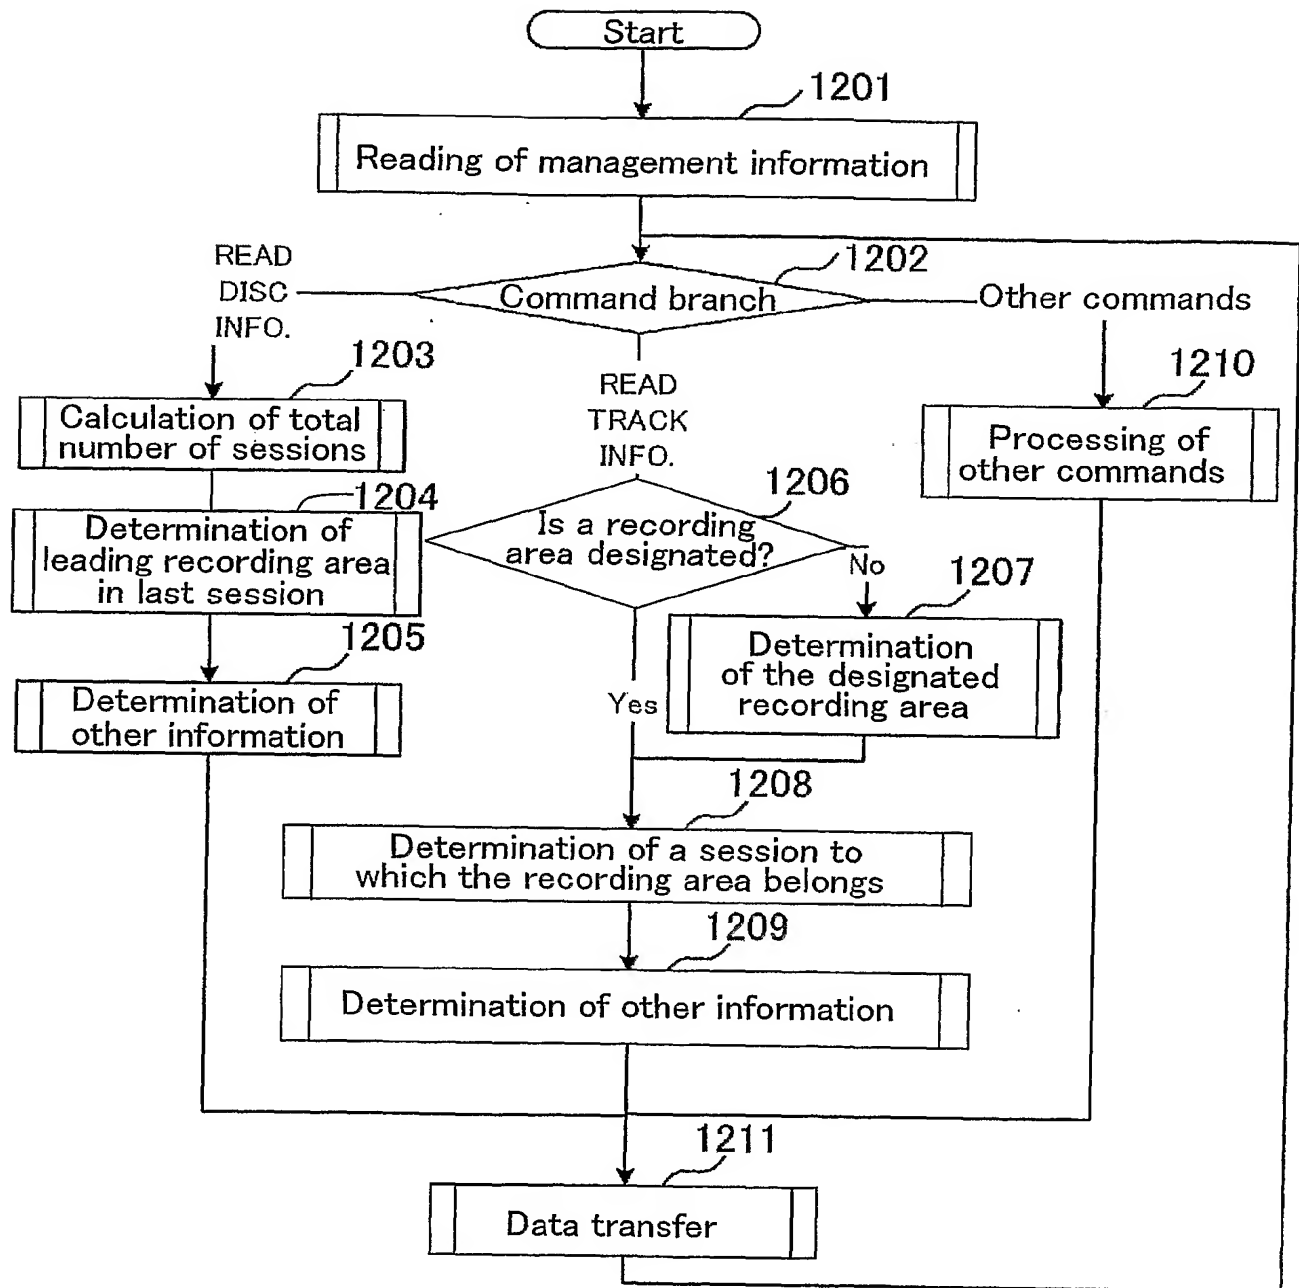 Start
1201
Reading of management information
1202
READ
DISC
INFO.
Command branch
Other commands
1203
Calculation of total
number of sessions
READ
TRACK
INFO.
1210
Processing of
other commands
1204
Determination of
leading recording area
in last session
1206
Is a recording
area designated?
No
1207
Determination
of the designated
recording area
1205
Determination of
other information
Yes
1208
Determination of a session to
which the recording area belongs
1209
Determination of other information
1211
Data transfer